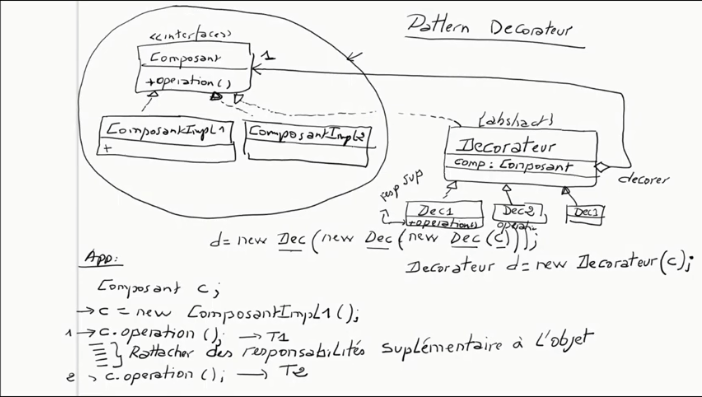 Pattern Decorateur
<<interface>>
Composant
1
+operation()
ComposantImpl1
+
ComposantImpl2
{abstract}
Decorateur
comp : Composant
decorer
resp sup
Dec1
+operation()
Dec2
operati
Dec3
d = new Dec(new Dec(new Dec(c)));
Decorateur d = new Decorateur(c);
App:
Composant c;
→ c = new ComposantImpl1();
1 → c.operation(); → T1
Rattacher des responsabilités suplémentaire à l'objet
2 → c.operation(); → T2